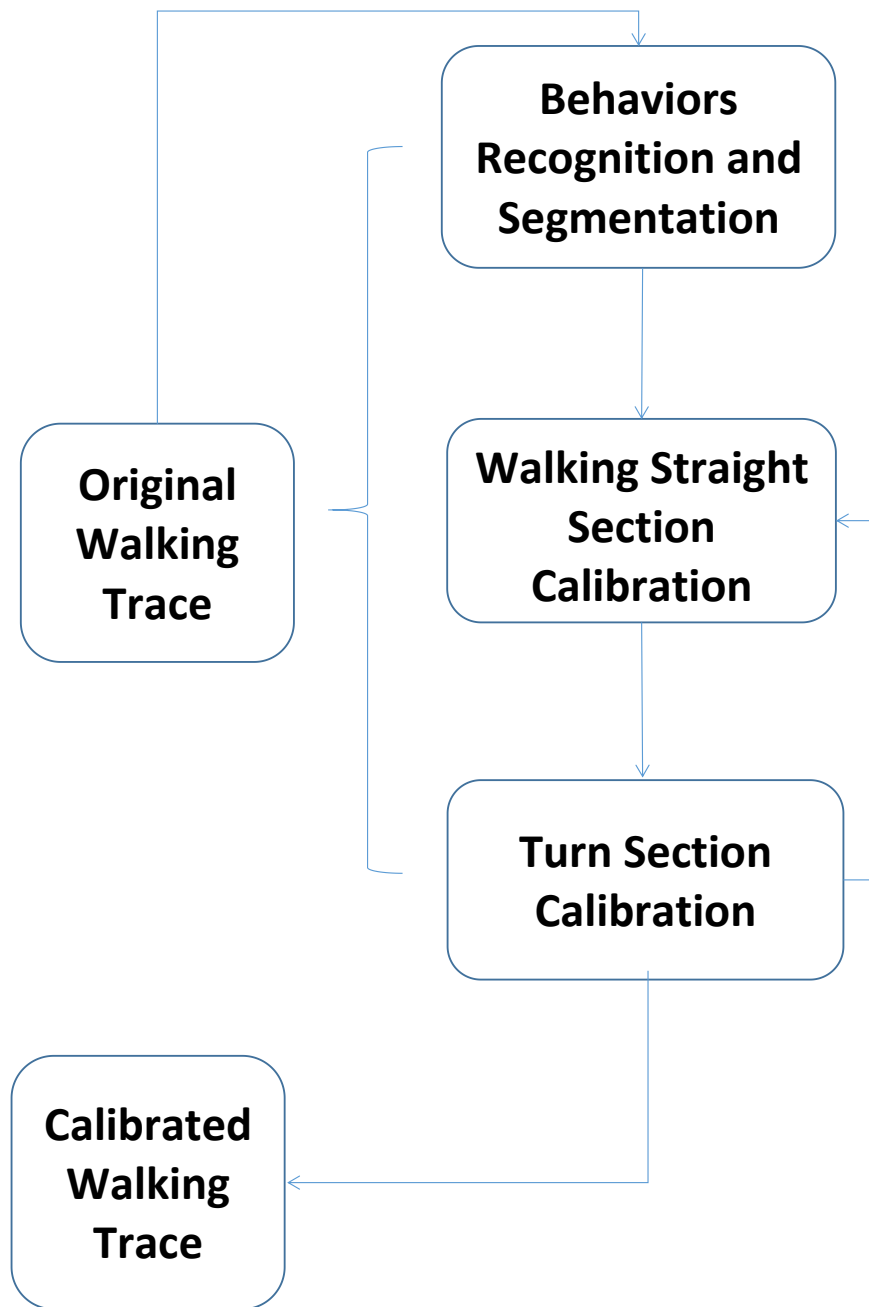 Behaviors
Recognition and
Segmentation
Original
Walking
Trace
Walking Straight
Section
Calibration
Turn Section
Calibration
Calibrated
Walking
Trace